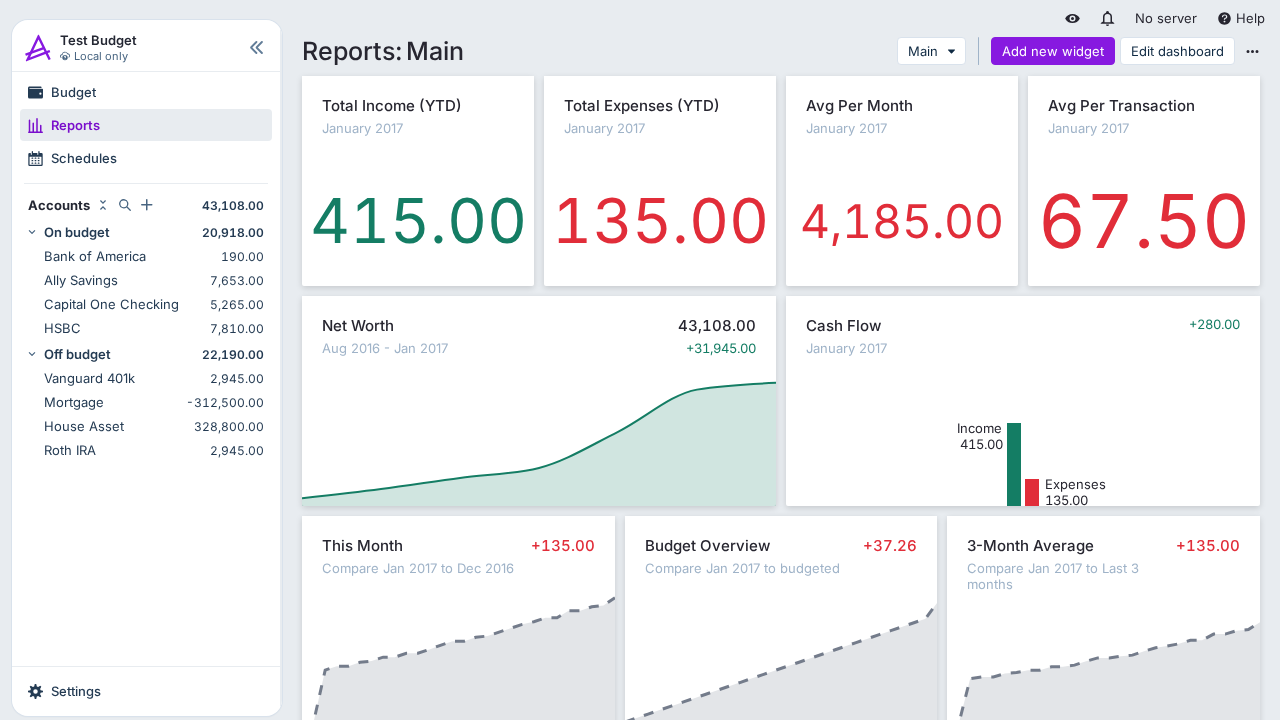 Test Budget
Local only
Budget
Reports
Schedules
Accounts 43,108.00
On budget 20,918.00
Bank of America 190.00
Ally Savings 7,653.00
Capital One Checking 5,265.00
HSBC 7,810.00
Off budget 22,190.00
Vanguard 401k 2,945.00
Mortgage -312,500.00
House Asset 328,800.00
Roth IRA 2,945.00
Settings
No server
Help
Reports: Main
Main
Add new widget
Edit dashboard
Total Income (YTD)
January 2017
415.00
Total Expenses (YTD)
January 2017
135.00
Avg Per Month
January 2017
4,185.00
Avg Per Transaction
January 2017
67.50
Net Worth 43,108.00
Aug 2016 - Jan 2017 +31,945.00
Cash Flow +280.00
January 2017
Income
415.00
Expenses
135.00
This Month +135.00
Compare Jan 2017 to Dec 2016
Budget Overview +37.26
Compare Jan 2017 to budgeted
3-Month Average +135.00
Compare Jan 2017 to Last 3
months